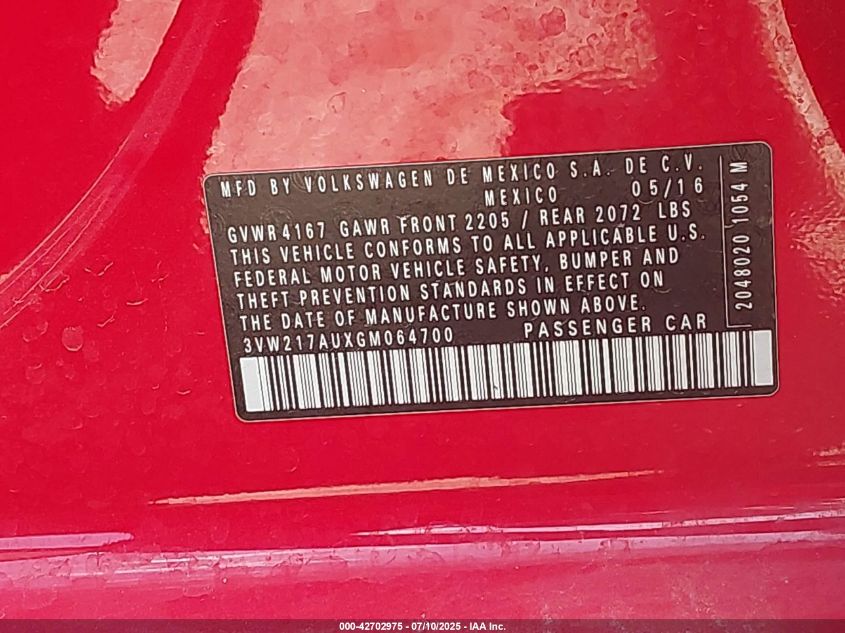 MFD BY VOLKSWAGEN DE MEXICO S.A. DE C.V.
MEXICO 05/16
GVWR 4167 GAWR FRONT 2205 / REAR 2072 LBS
THIS VEHICLE CONFORMS TO ALL APPLICABLE U.S.
FEDERAL MOTOR VEHICLE SAFETY, BUMPER AND
THEFT PREVENTION STANDARDS IN EFFECT ON
THE DATE OF MANUFACTURE SHOWN ABOVE.
3VW217AUXGM064700 PASSENGER CAR
2048020 1054 M
000-42702975 - 07/10/2025 - IAA Inc.